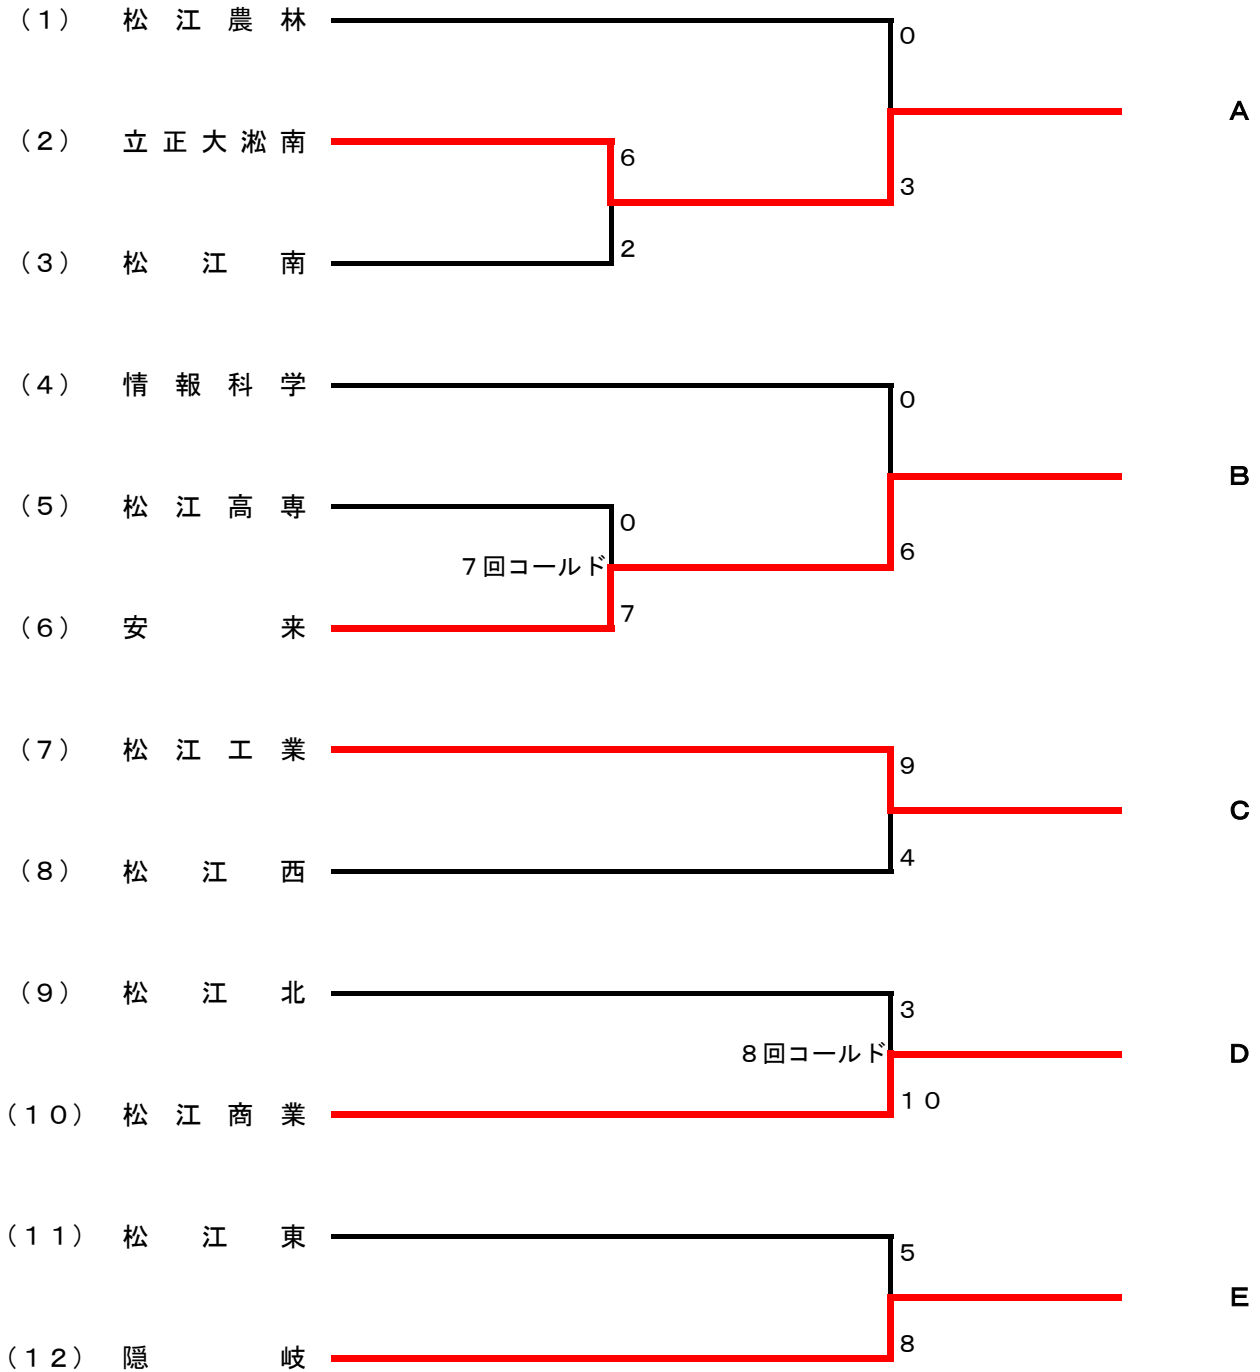 （１） 松江農林
0
A
（２） 立正大淞南
6
3
（３） 松江南
2
（４） 情報科学
0
B
（５） 松江高専
0
７回コールド
6
（６） 安来
7
（７） 松江工業
9
C
（８） 松江西
4
（９） 松江北
3
８回コールド
D
（１０） 松江商業
１０
（１１） 松江東
5
E
（１２） 隠岐
8